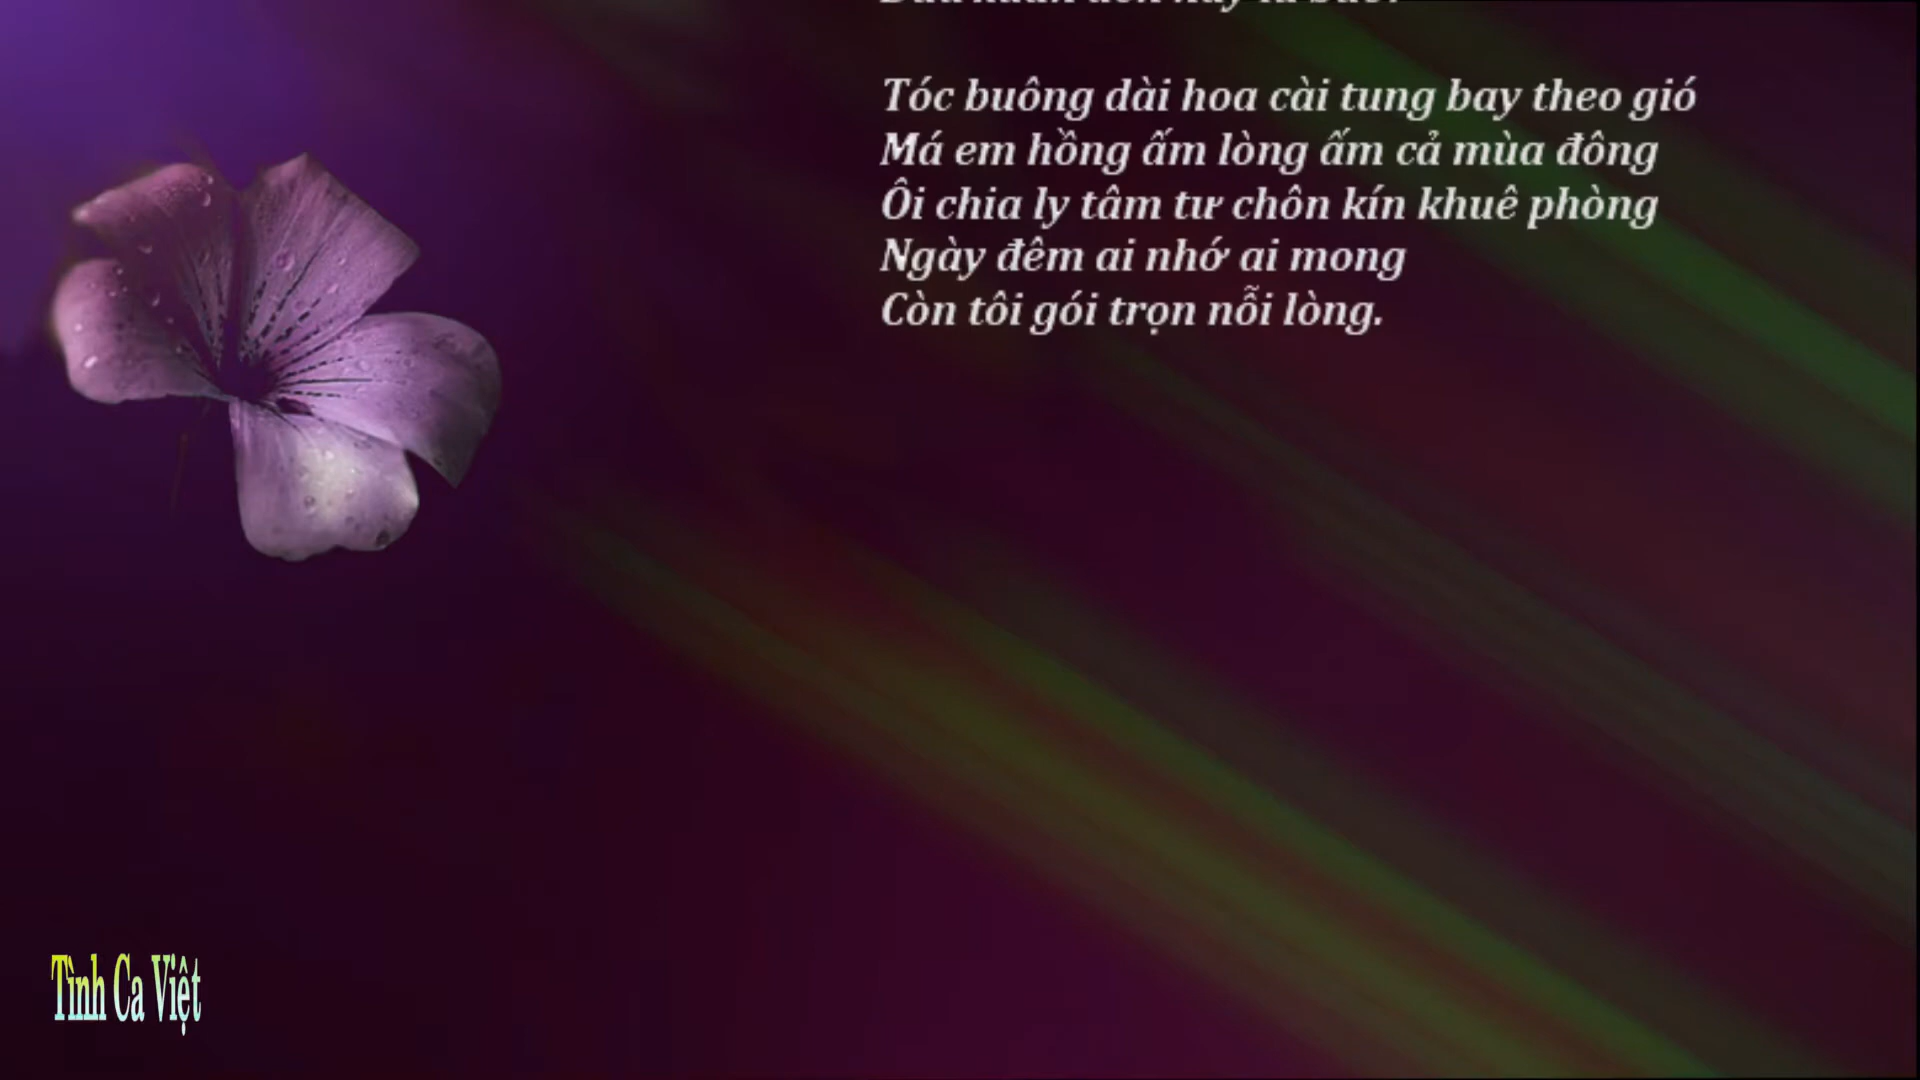 Tóc buông dài hoa cài tung bay theo gió
Má em hồng ấm lòng ấm cả mùa đông
Ôi chia ly tâm tư chôn kín khuê phòng
Ngày đêm ai nhớ ai mong
Còn tôi gói trọn nỗi lòng.
Tình Ca Việt